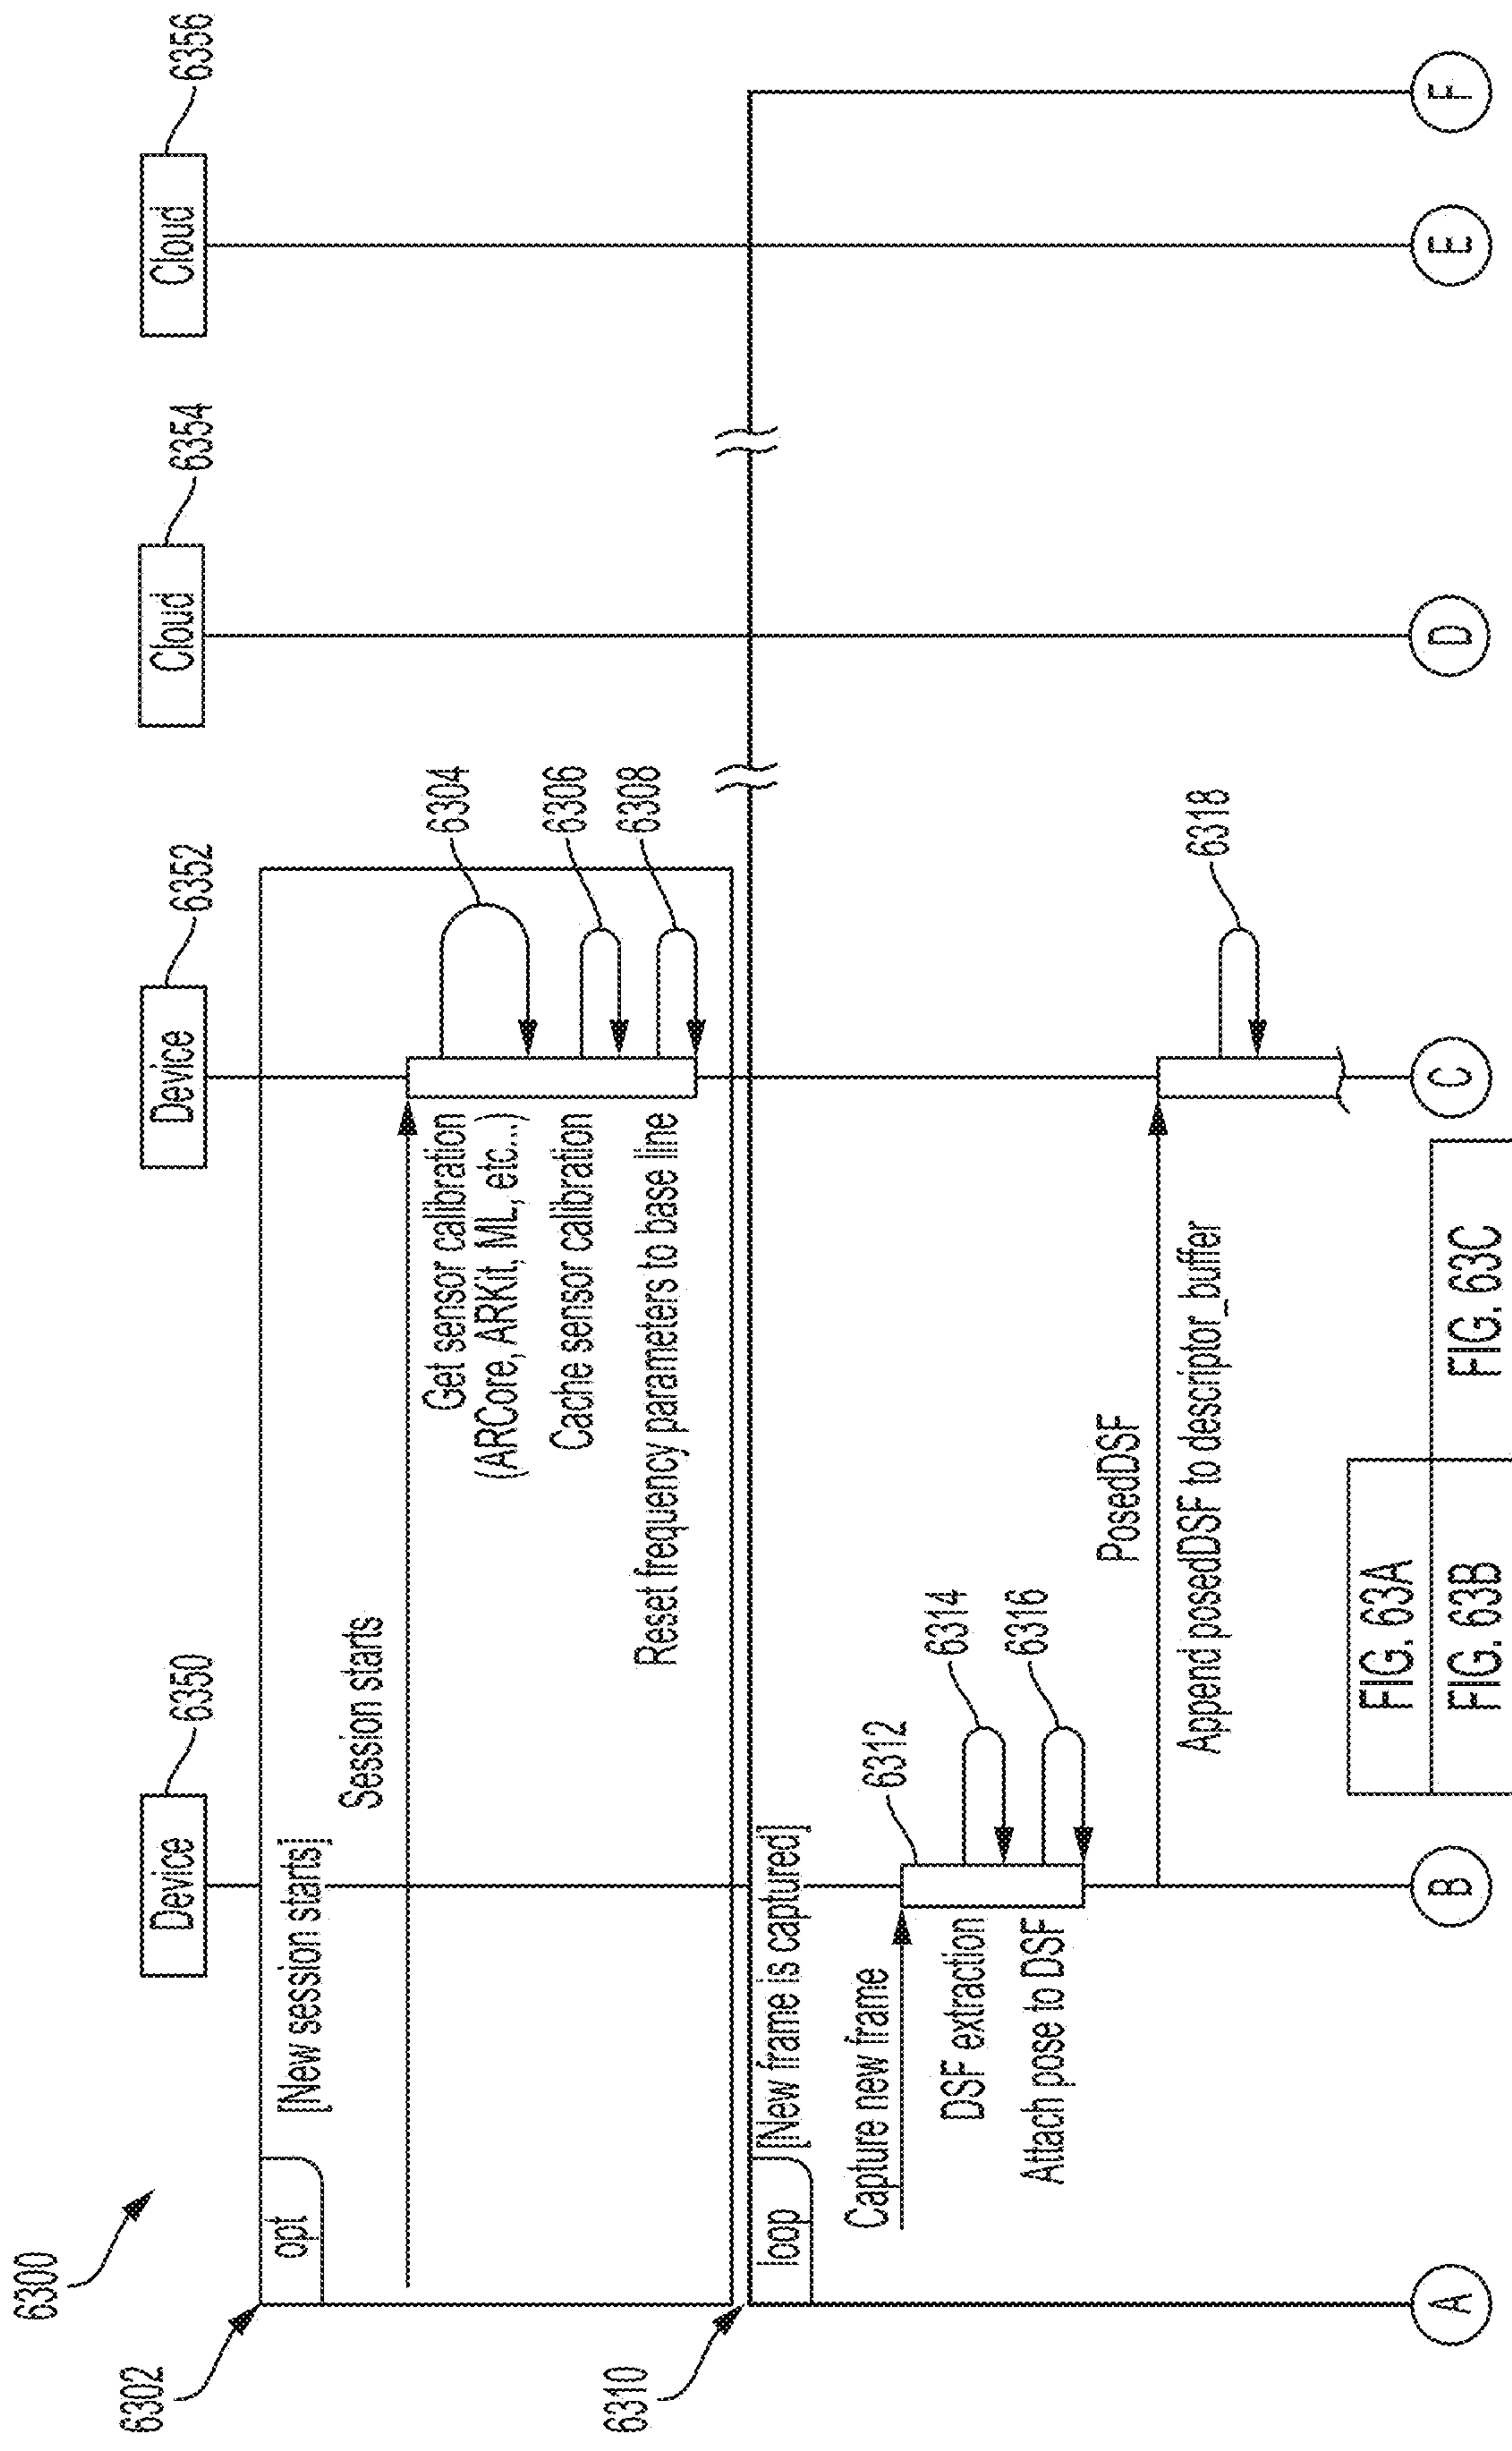 6300
6302
opt
[New session starts]
Device
6350
Device
6352
Cloud
6354
Cloud
6356
Session starts
Get sensor calibration
(ARCore, ARKit, ML, etc...)
6304
Cache sensor calibration
6306
Reset frequency parameters to base line
6308
6310
loop
[New frame is captured]
Capture new frame
6312
DSF extraction
6314
Attach pose to DSF
6316
PosedDSF
Append posedDSF to descriptor_buffer
6318
A
B
C
D
E
F
FIG. 63A
FIG. 63B
FIG. 63C